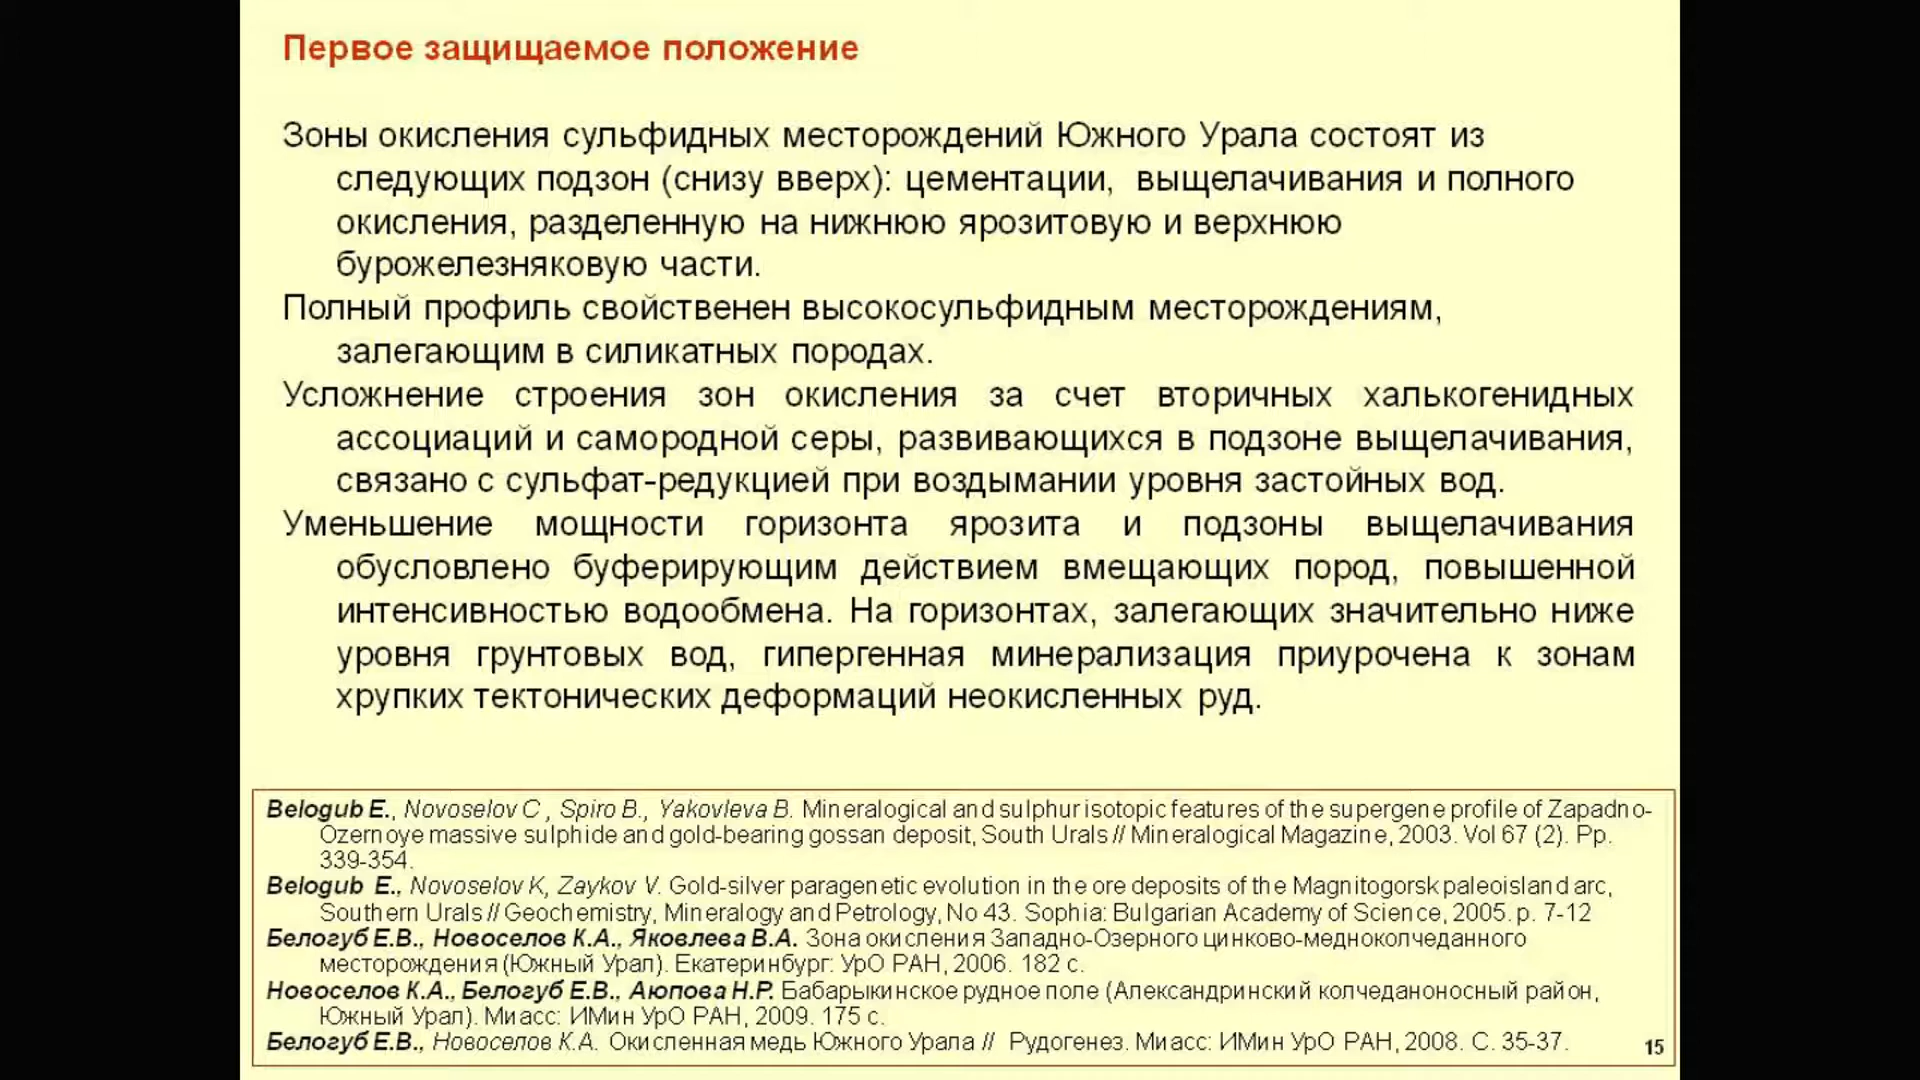 Первое защищаемое положение
Зоны окисления сульфидных месторождений Южного Урала состоят из
следующих подзон (снизу вверх): цементации, выщелачивания и полного
окисления, разделенную на нижнюю ярозитовую и верхнюю
бурожелезняковую части.
Полный профиль свойственен высокосульфидным месторождениям,
залегающим в силикатных породах.
Усложнение строения зон окисления за счет вторичных халькогенидных
ассоциаций и самородной серы, развивающихся в подзоне выщелачивания,
связано с сульфат-редукцией при воздымании уровня застойных вод.
Уменьшение мощности горизонта ярозита и подзоны выщелачивания
обусловлено буферирующим действием вмещающих пород, повышенной
интенсивностью водообмена. На горизонтах, залегающих значительно ниже
уровня грунтовых вод, гипергенная минерализация приурочена к зонам
хрупких тектонических деформаций неокисленных руд.
Belogub E., Novoselov C , Spiro B., Yakovleva B. Mineralogical and sulphur isotopic features of the supergene profile of Zapadno-
Ozernoye massive sulphide and gold-bearing gossan deposit, South Urals // Mineralogical Magazine, 2003. Vol 67 (2). Pp.
339-354.
Belogub E., Novoselov K, Zaykov V. Gold-silver paragenetic evolution in the ore deposits of the Magnitogorsk paleoisland arc,
Southern Urals // Geochemistry, Mineralogy and Petrology, No 43. Sophia: Bulgarian Academy of Science, 2005. p. 7-12
Белогуб Е.В., Новоселов К.А., Яковлева В.А. Зона окисления Западно-Озерного цинково-медноколчеданного
месторождения (Южный Урал). Екатеринбург: УрО РАН, 2006. 182 с.
Новоселов К.А., Белогуб Е.В., Аюпова Н.Р. Бабарыкинское рудное поле (Александринский колчеданоносный район,
Южный Урал). Миасс: ИМин УрО РАН, 2009. 175 с.
Белогуб Е.В., Новоселов К.А. Окисленная медь Южного Урала // Рудогенез. Миасс: ИМин УрО РАН, 2008. С. 35-37.
15